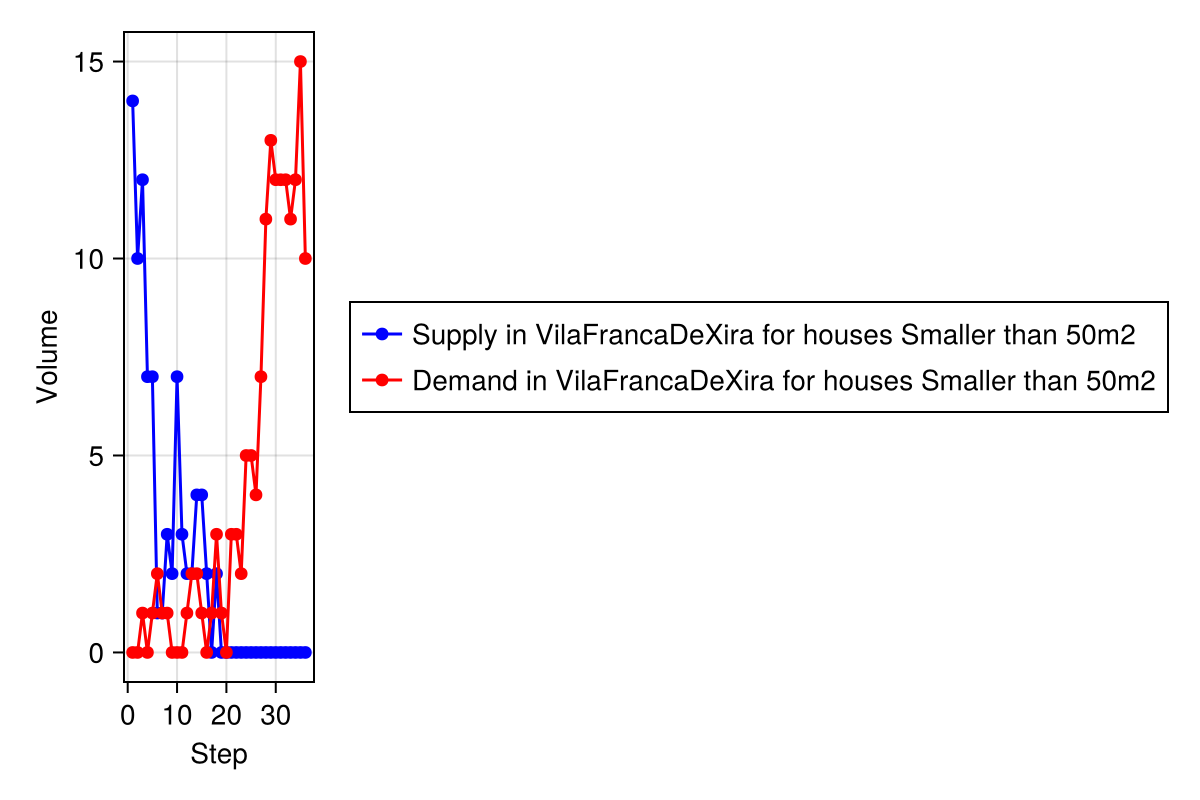 15
10
5
0
Volume
0 10 20 30
Step
Supply in VilaFrancaDeXira for houses Smaller than 50m2
Demand in VilaFrancaDeXira for houses Smaller than 50m2